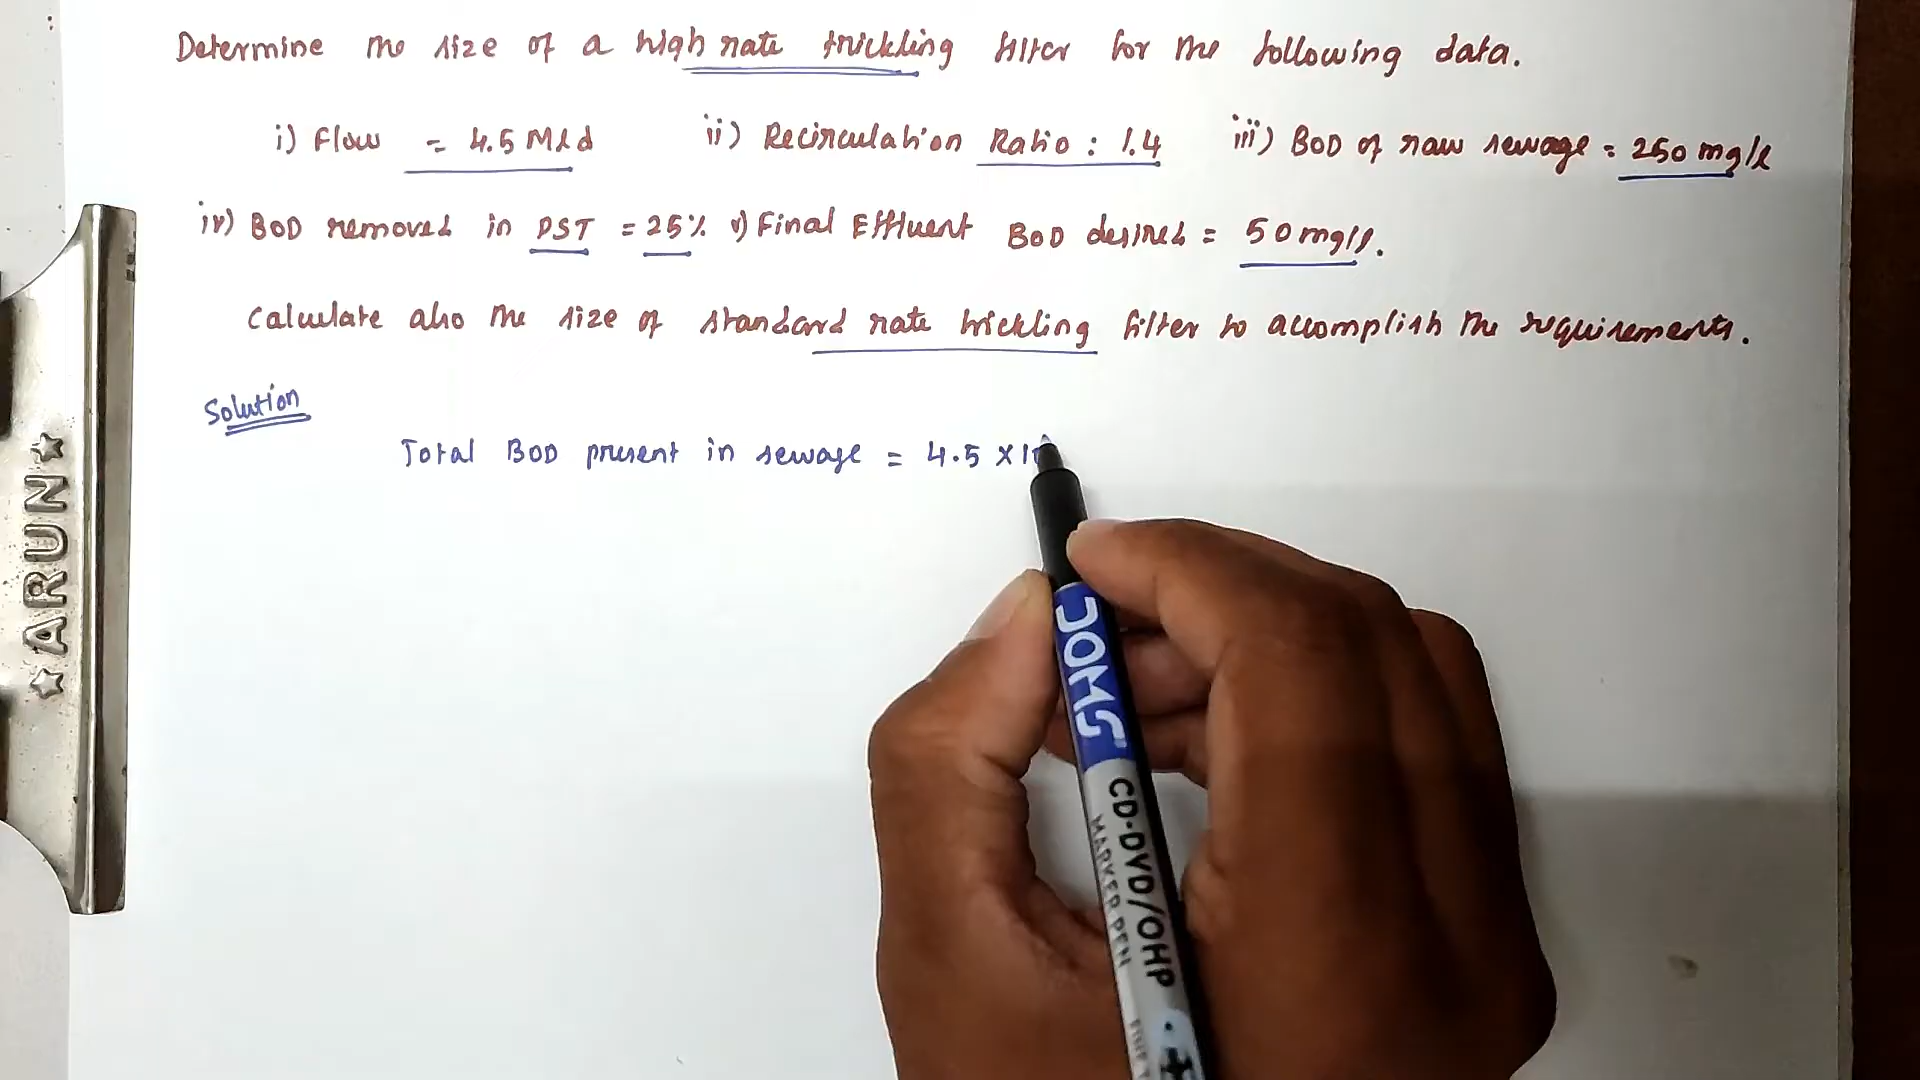 Determine the size of a high rate trickling filter for the following data.
i) Flow = 4.5 Mld ii) Recirculation Ratio : 1.4 iii) BOD of raw sewage = 250 mg/l
iv) BOD removed in PST = 25% v) Final Effluent BOD desired = 50 mg/l.
Calculate also the size of standard rate trickling filter to accomplish the requirements.
Solution
Total BOD present in sewage = 4.5 × 10
ARUN
DOMS
CD-DVD/OHP
MARKER PEN